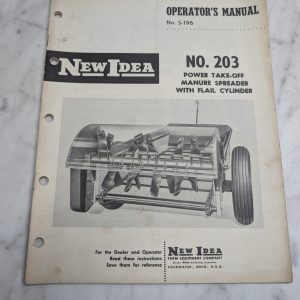 OPERATOR'S MANUAL
No. S-196
NEW IDEA
NO. 203
POWER TAKE-OFF
MANURE SPREADER
WITH FLAIL CYLINDER
For the Dealer and Operator
Read these instructions
Save them for reference
NEW IDEA
FARM EQUIPMENT COMPANY
COLDWATER, OHIO, U.S.A.